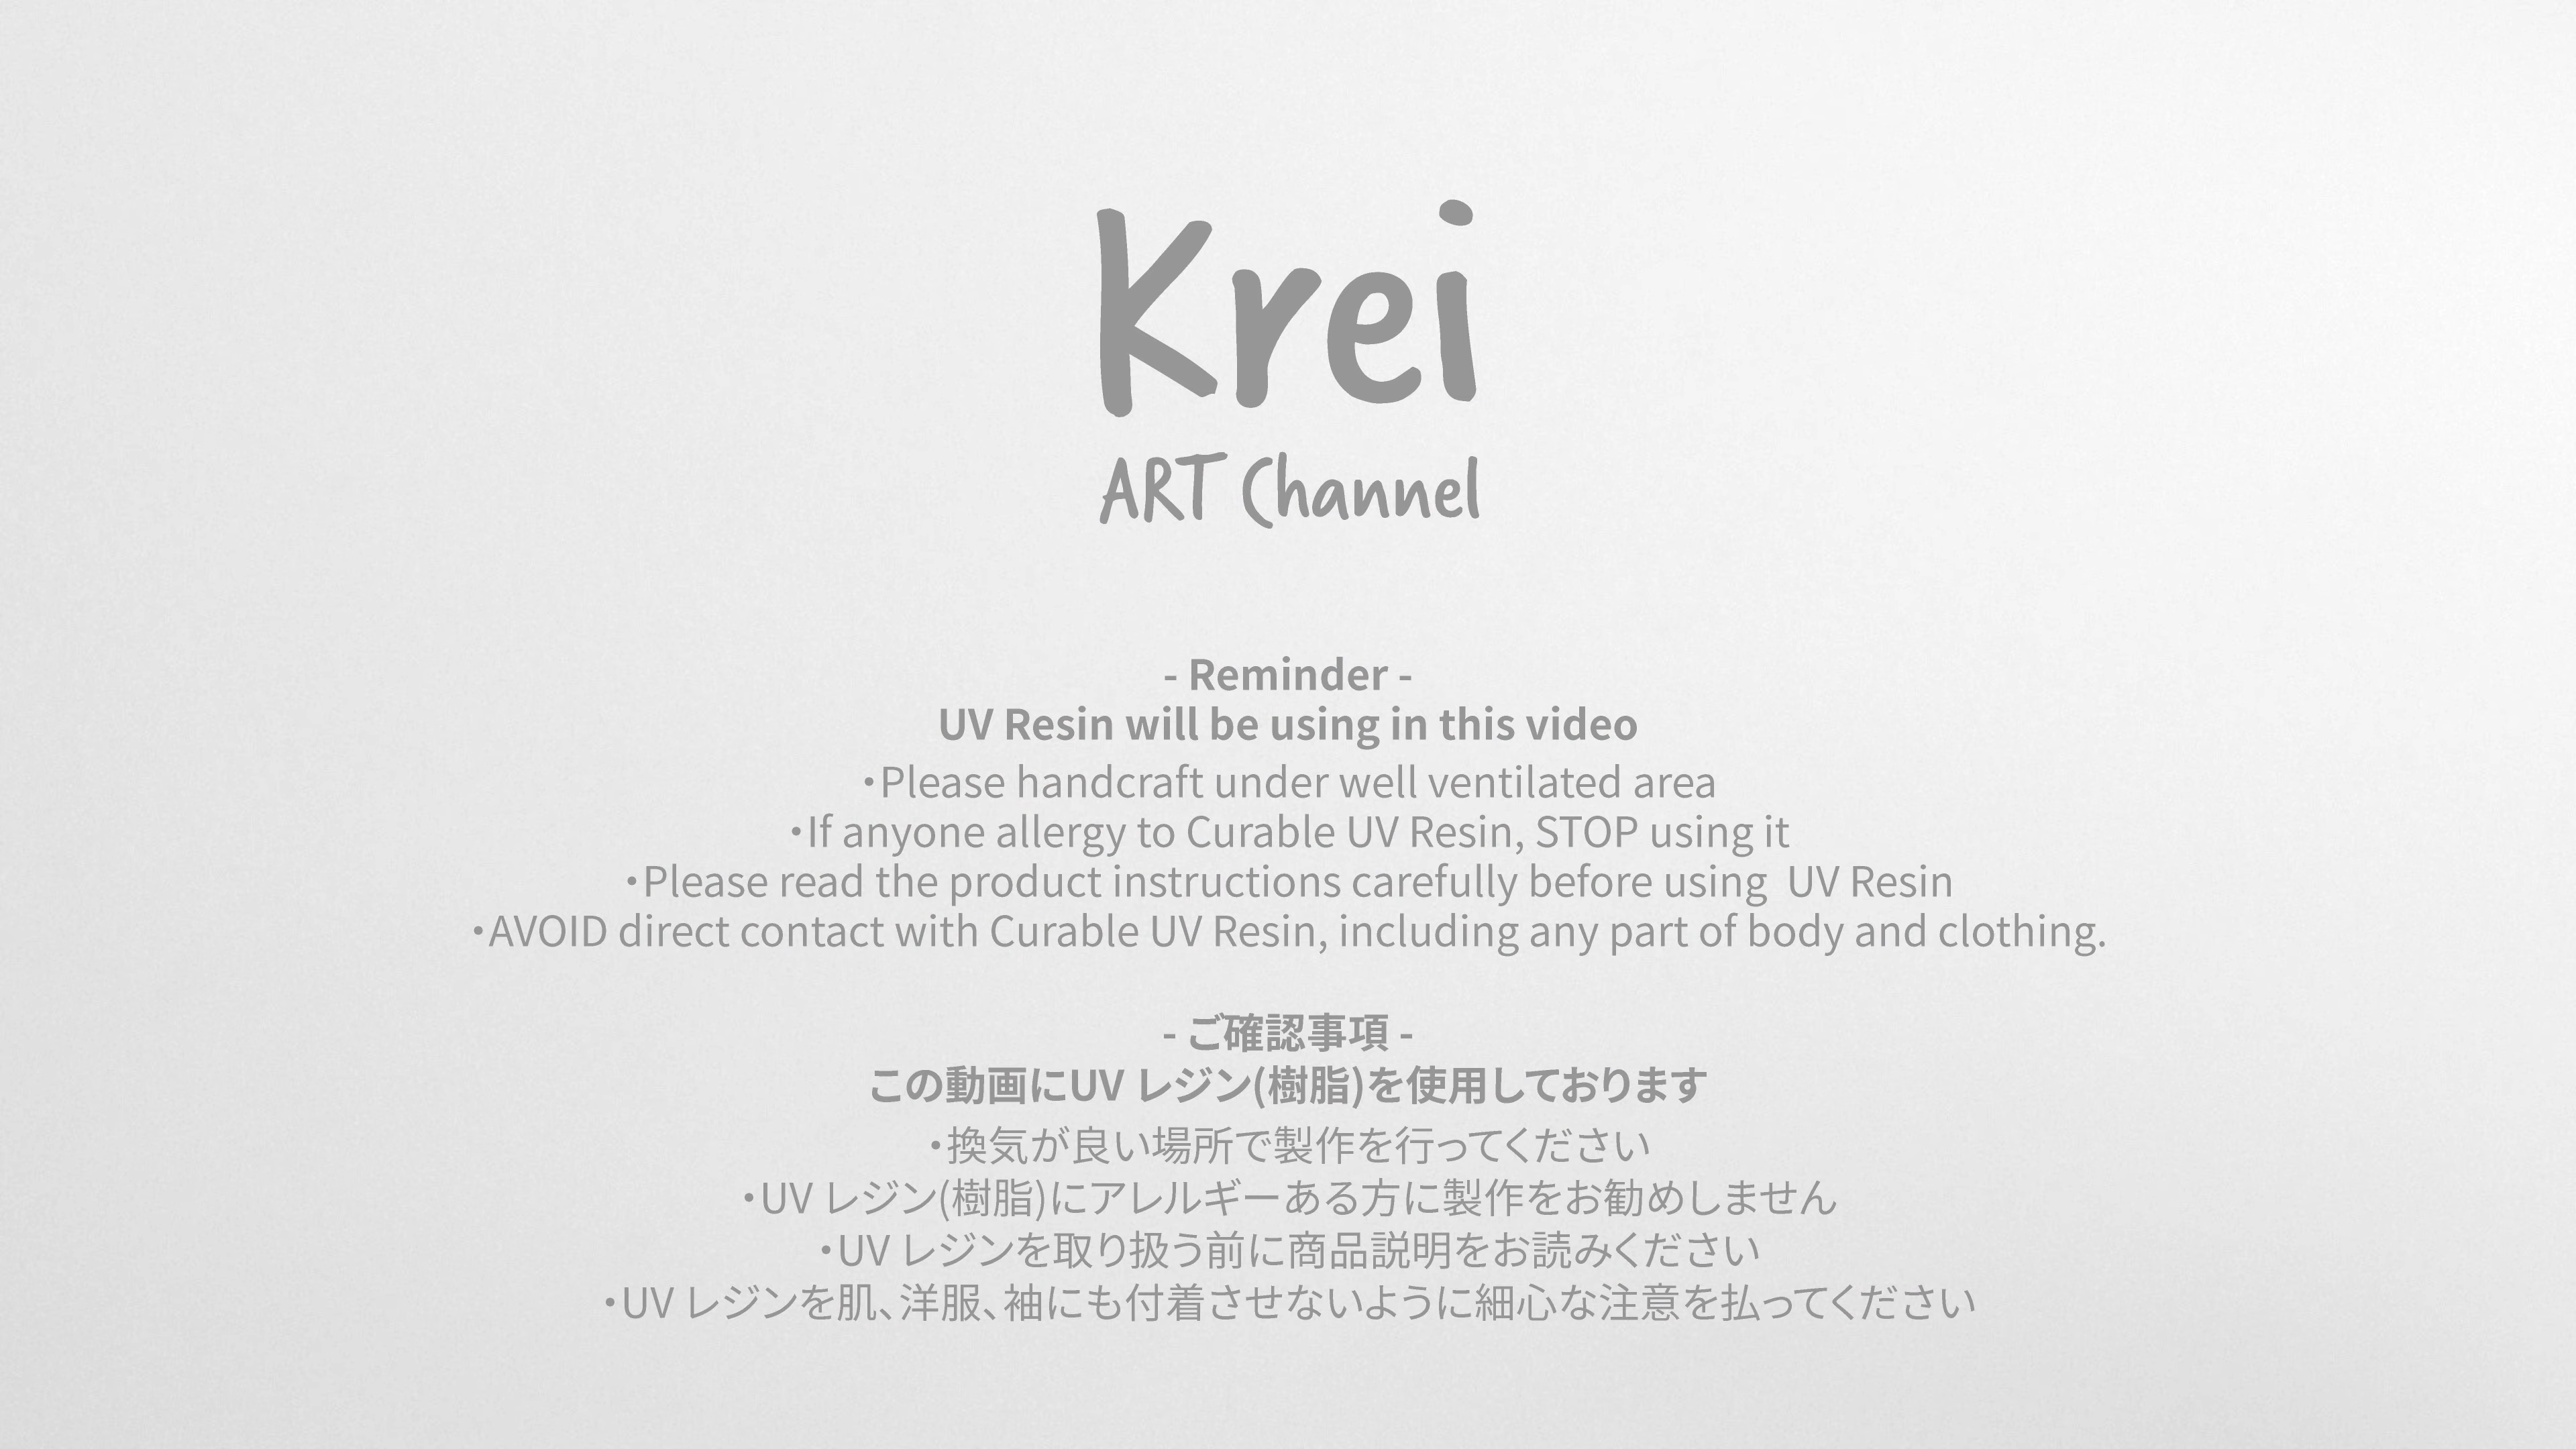 Krei
ART Channel
- Reminder -
UV Resin will be using in this video
・Please handcraft under well ventilated area
・If anyone allergy to Curable UV Resin, STOP using it
・Please read the product instructions carefully before using  UV Resin
・AVOID direct contact with Curable UV Resin, including any part of body and clothing.
- ご確認事項 -
この動画にUV レジン(樹脂)を使用しております
・換気が良い場所で製作を行ってください
・UV レジン(樹脂)にアレルギーある方に製作をお勧めしません
・UV レジンを取り扱う前に商品説明をお読みください
・UV レジンを肌、洋服、袖にも付着させないように細心な注意を払ってください